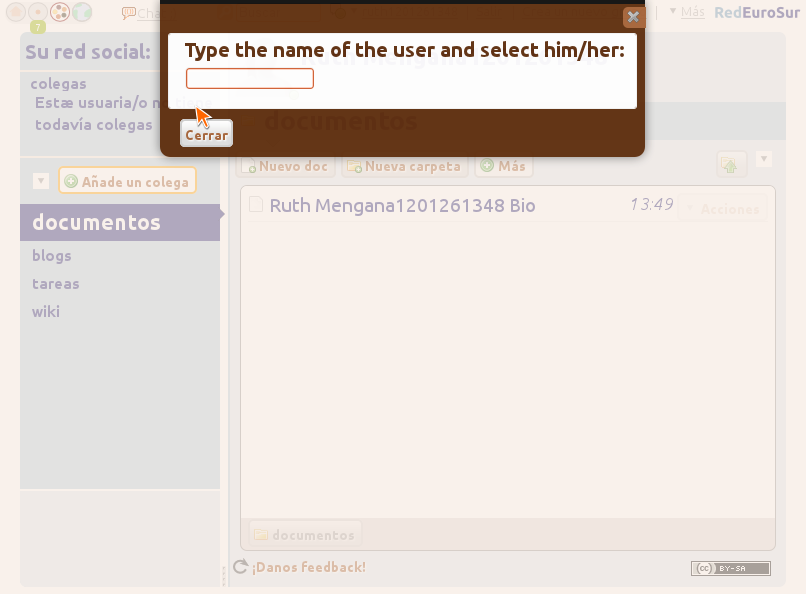 7
Más
RedEuroSur
Type the name of the user and select him/her:
Cerrar
Su red social:
colegas
Estæ usuaria/o n
todavía colegas
Añade un colega
documentos
blogs
tareas
wiki
documentos
Nuevo doc
Nueva carpeta
Más
Ruth Mengana1201261348 Bio
13:49
Acciones
documentos
¡Danos feedback!
CC BY-SA